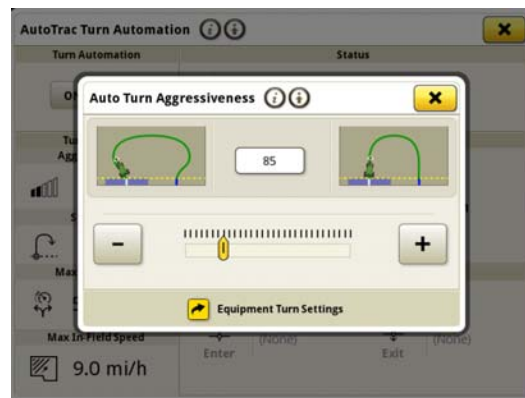 AutoTrac Turn Automation
Turn Automation
Status
Auto Turn Aggressiveness
85
Equipment Turn Settings
Max In-Field Speed
9.0 mi/h
(None)
Enter
(None)
Exit